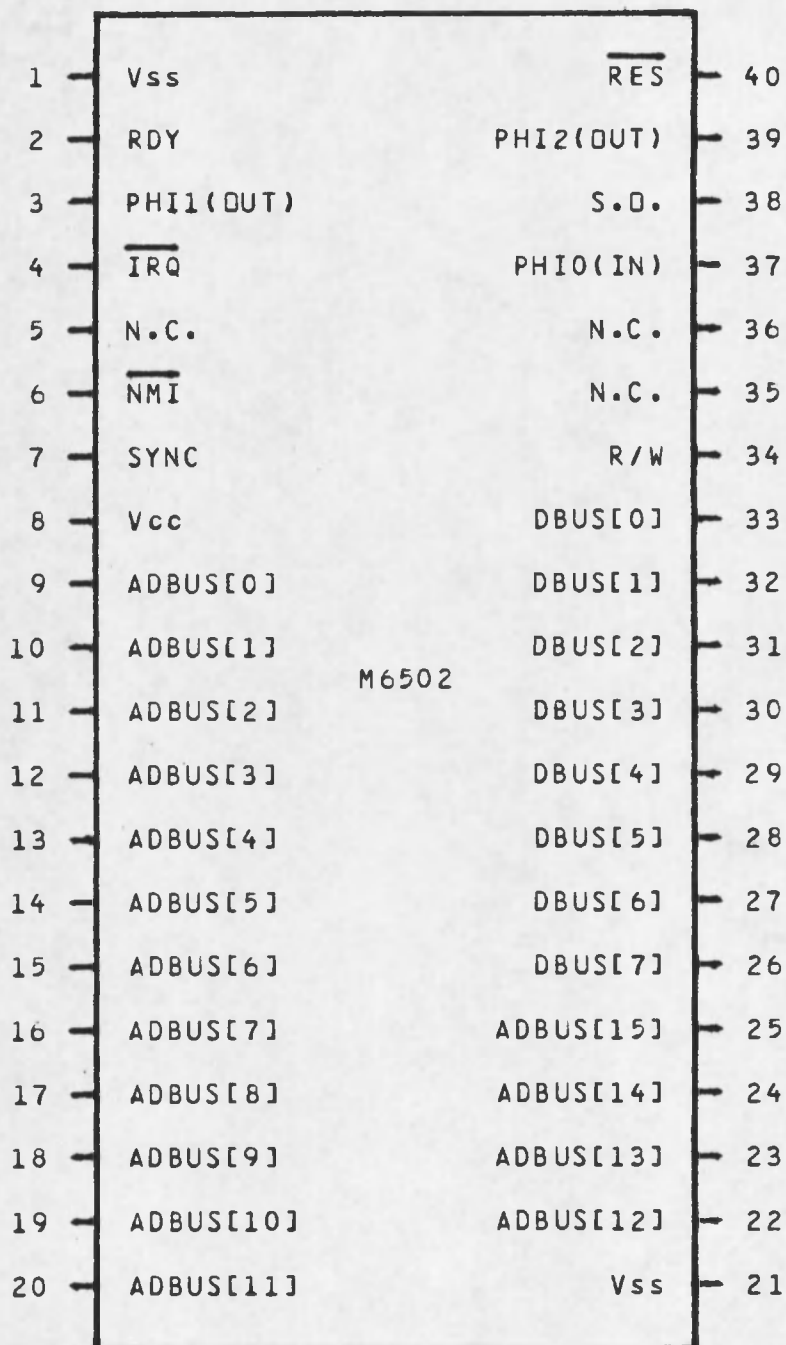 1 Vss R̅E̅S̅ 40
2 RDY PHI2(OUT) 39
3 PHI1(OUT) S.O. 38
4 I̅R̅Q̅ PHI0(IN) 37
5 N.C. N.C. 36
6 N̅M̅I̅ N.C. 35
7 SYNC R/W 34
8 Vcc DBUS[0] 33
9 ADBUS[0] DBUS[1] 32
10 ADBUS[1] DBUS[2] 31
M6502
11 ADBUS[2] DBUS[3] 30
12 ADBUS[3] DBUS[4] 29
13 ADBUS[4] DBUS[5] 28
14 ADBUS[5] DBUS[6] 27
15 ADBUS[6] DBUS[7] 26
16 ADBUS[7] ADBUS[15] 25
17 ADBUS[8] ADBUS[14] 24
18 ADBUS[9] ADBUS[13] 23
19 ADBUS[10] ADBUS[12] 22
20 ADBUS[11] Vss 21